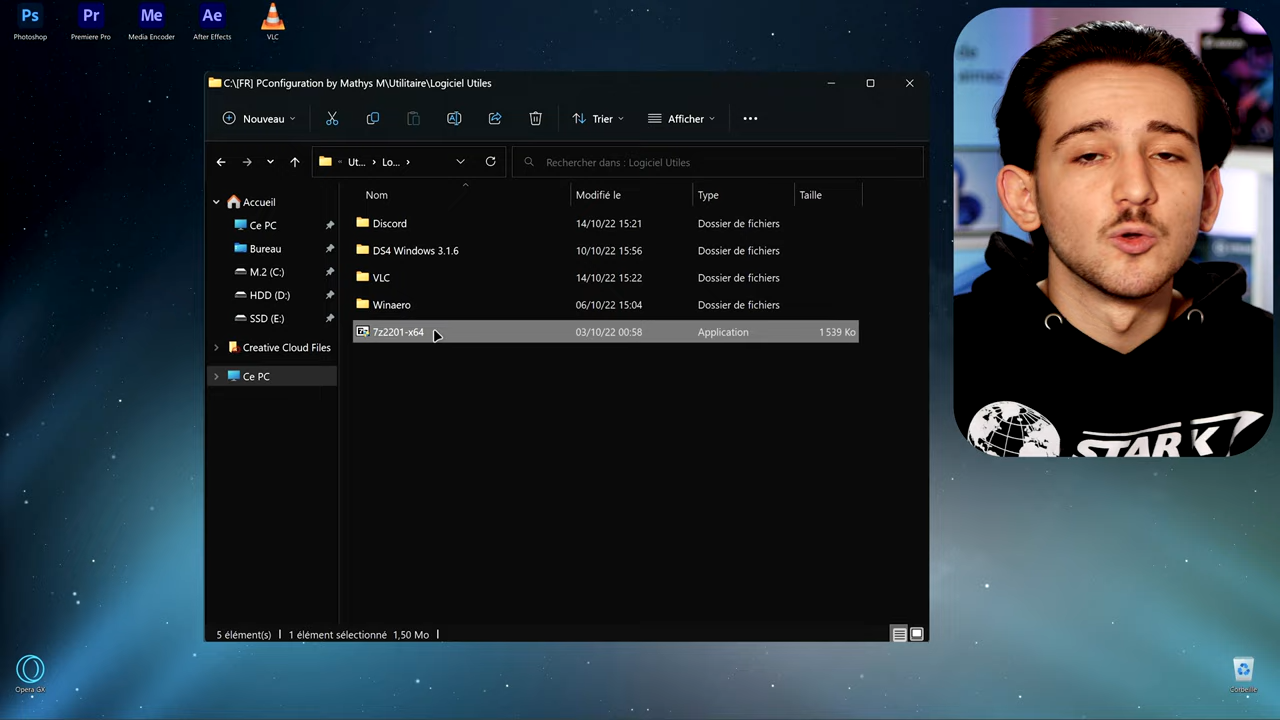 Ps
Pr
Me
Ae
Photoshop
Premiere Pro
Media Encoder
After Effects
VLC
C:\[FR] PConfiguration by Mathys M\Utilitaire\Logiciel Utiles
Nouveau
Trier
Afficher
Ut...
Lo...
Rechercher dans : Logiciel Utiles
Nom
Modifié le
Type
Taille
Accueil
Ce PC
Bureau
M.2 (C:)
HDD (D:)
SSD (E:)
Creative Cloud Files
Ce PC
Discord 14/10/22 15:21 Dossier de fichiers
DS4 Windows 3.1.6 10/10/22 15:56 Dossier de fichiers
VLC 14/10/22 15:22 Dossier de fichiers
Winaero 06/10/22 15:04 Dossier de fichiers
7z2201-x64 03/10/22 00:58 Application 1 539 Ko
5 élément(s) 1 élément sélectionné 1,50 Mo
Opera GX
Corbeille
STARK